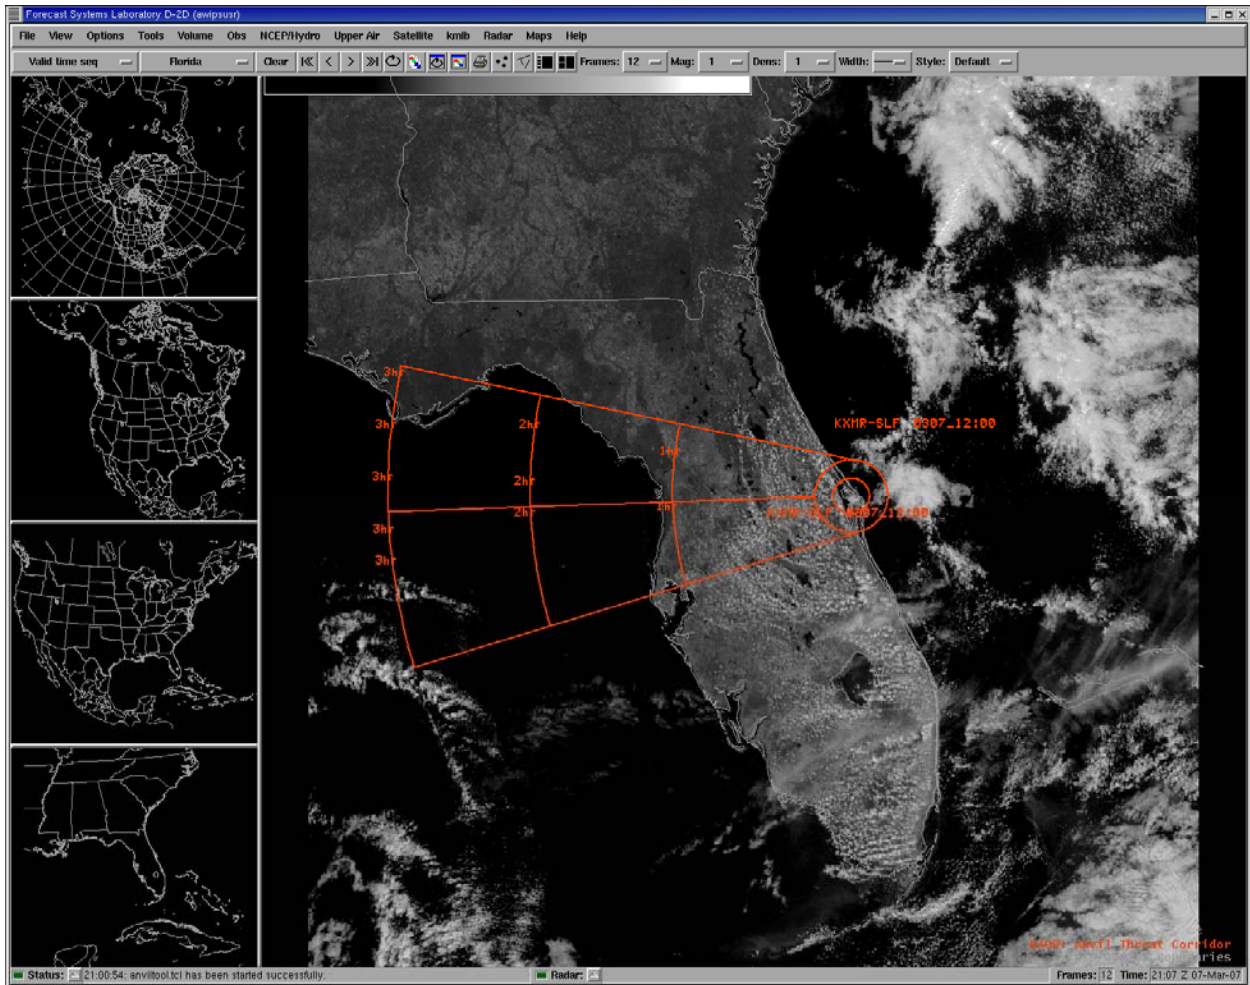 Forecast Systems Laboratory D-2D (awipsusr)
File View Options Tools Volume Obs NCEP/Hydro Upper Air Satellite kmlb Radar Maps Help
Valid time seq Florida Clear Frames: 12 Mag: 1 Dens: 1 Width: Style: Default
3hr
3hr 2hr KXMR-SLF 0307_12:00
1hr
3hr 2hr
2hr 1hr
3hr
3hr
Anvil Threat Corridor
Status: 21:00:54: anviltool.tcl has been started successfully. Radar: Frames: 12 Time: 21:07 Z 07-Mar-07